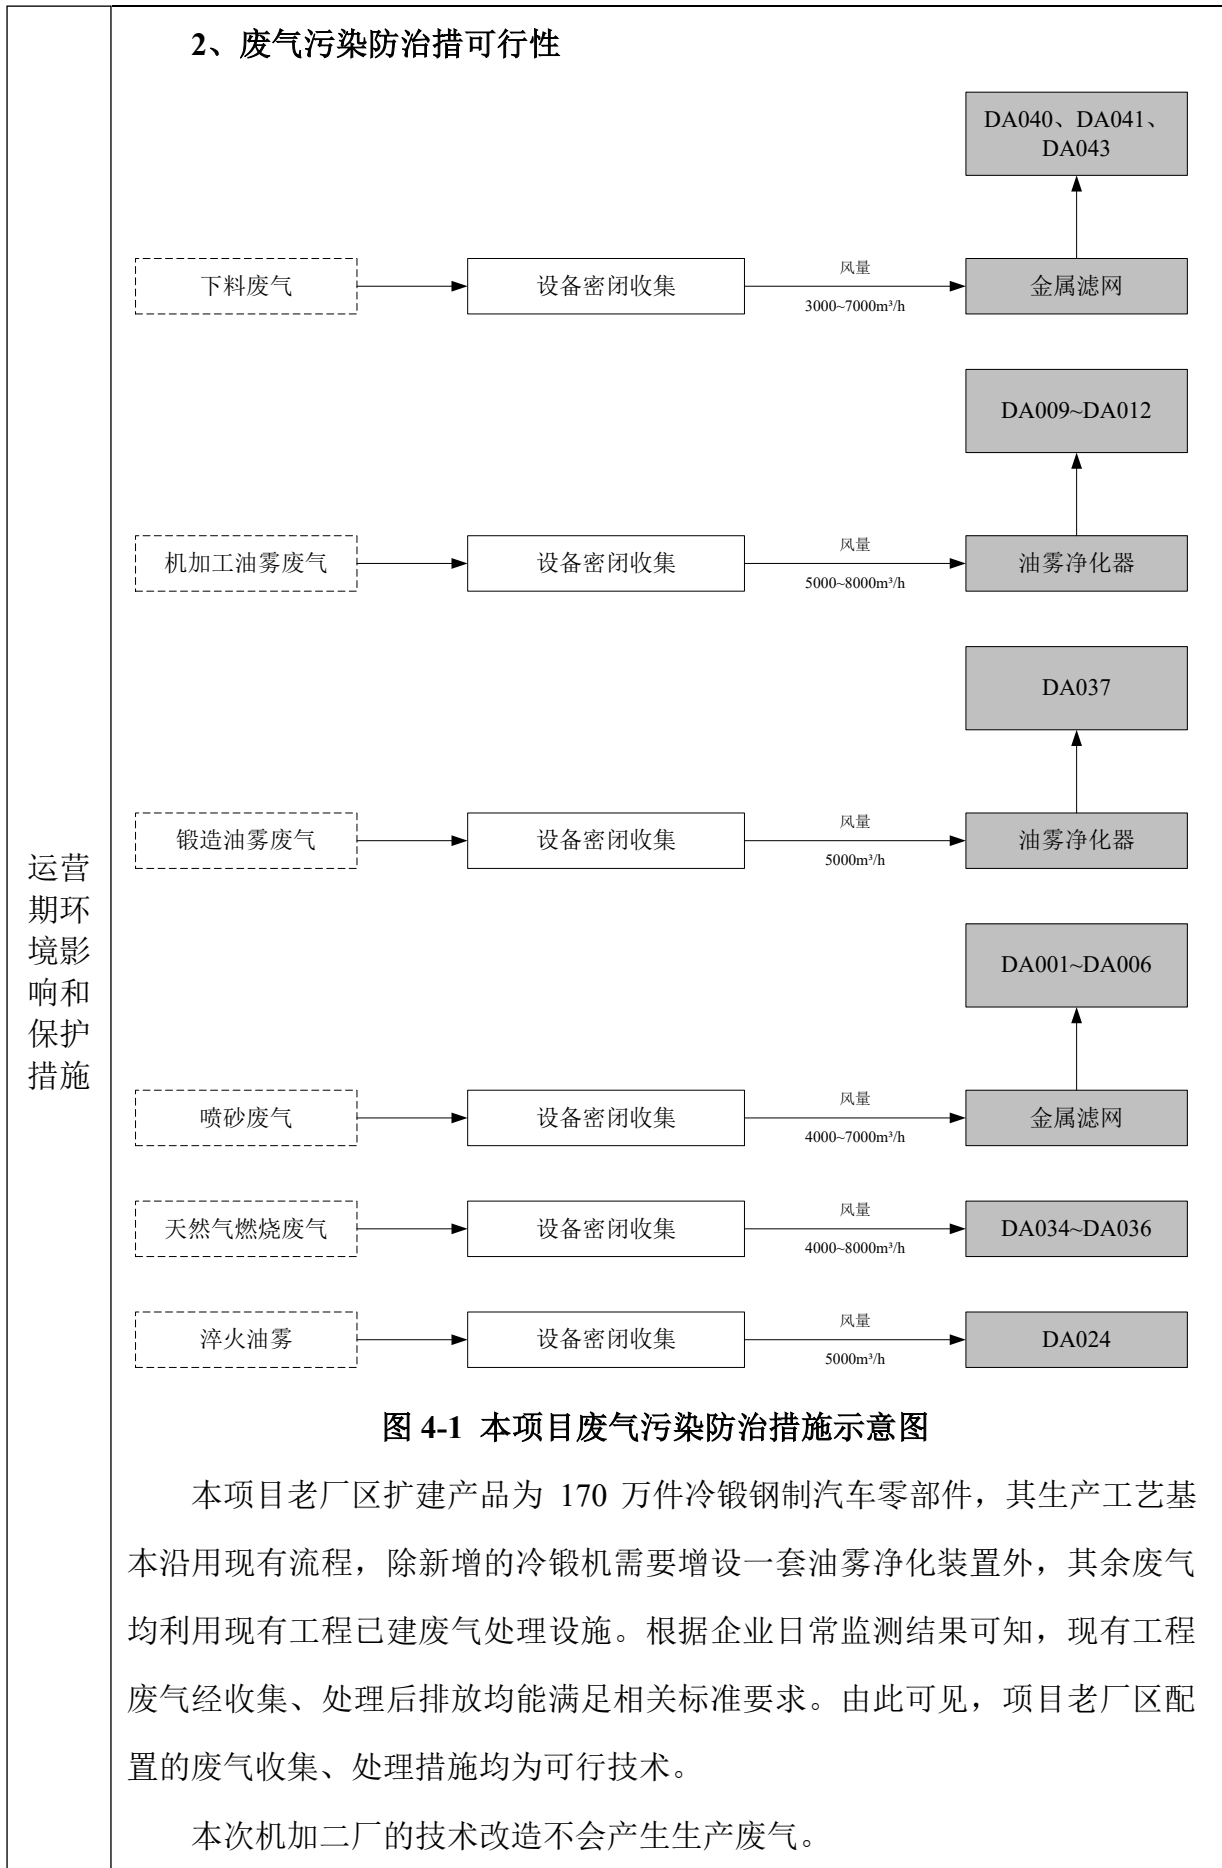 2、废气污染防治措可行性
DA040、DA041、
DA043
下料废气
设备密闭收集
风量
3000~7000m³/h
金属滤网
DA009~DA012
机加工油雾废气
设备密闭收集
风量
5000~8000m³/h
油雾净化器
DA037
锻造油雾废气
设备密闭收集
风量
5000m³/h
油雾净化器
DA001~DA006
喷砂废气
设备密闭收集
风量
4000~7000m³/h
金属滤网
天然气燃烧废气
设备密闭收集
风量
4000~8000m³/h
DA034~DA036
淬火油雾
设备密闭收集
风量
5000m³/h
DA024
运营
期环
境影
响和
保护
措施
图 4-1 本项目废气污染防治措施示意图
本项目老厂区扩建产品为 170 万件冷锻钢制汽车零部件，其生产工艺基
本沿用现有流程，除新增的冷锻机需要增设一套油雾净化装置外，其余废气
均利用现有工程已建废气处理设施。根据企业日常监测结果可知，现有工程
废气经收集、处理后排放均能满足相关标准要求。由此可见，项目老厂区配
置的废气收集、处理措施均为可行技术。
本次机加二厂的技术改造不会产生生产废气。